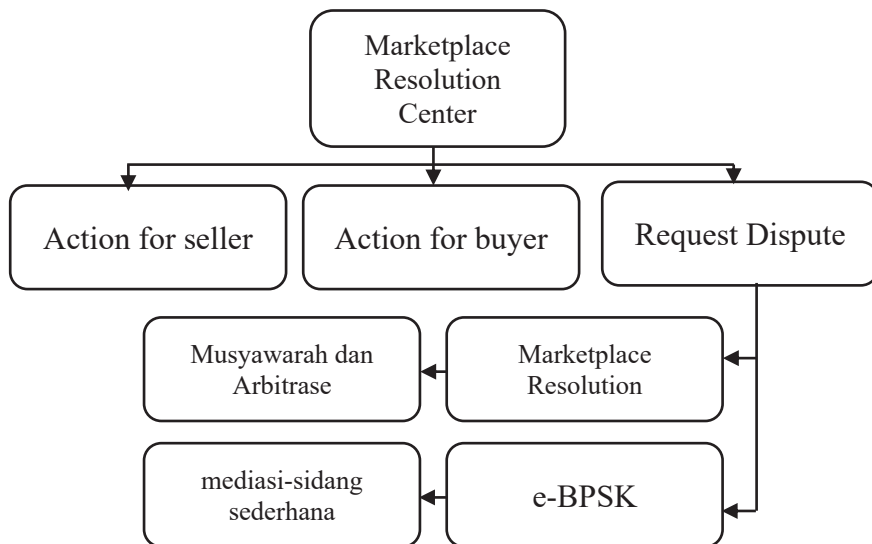 Marketplace
Resolution
Center
Action for seller
Action for buyer
Request Dispute
Musyawarah dan
Arbitrase
Marketplace
Resolution
mediasi-sidang
sederhana
e-BPSK